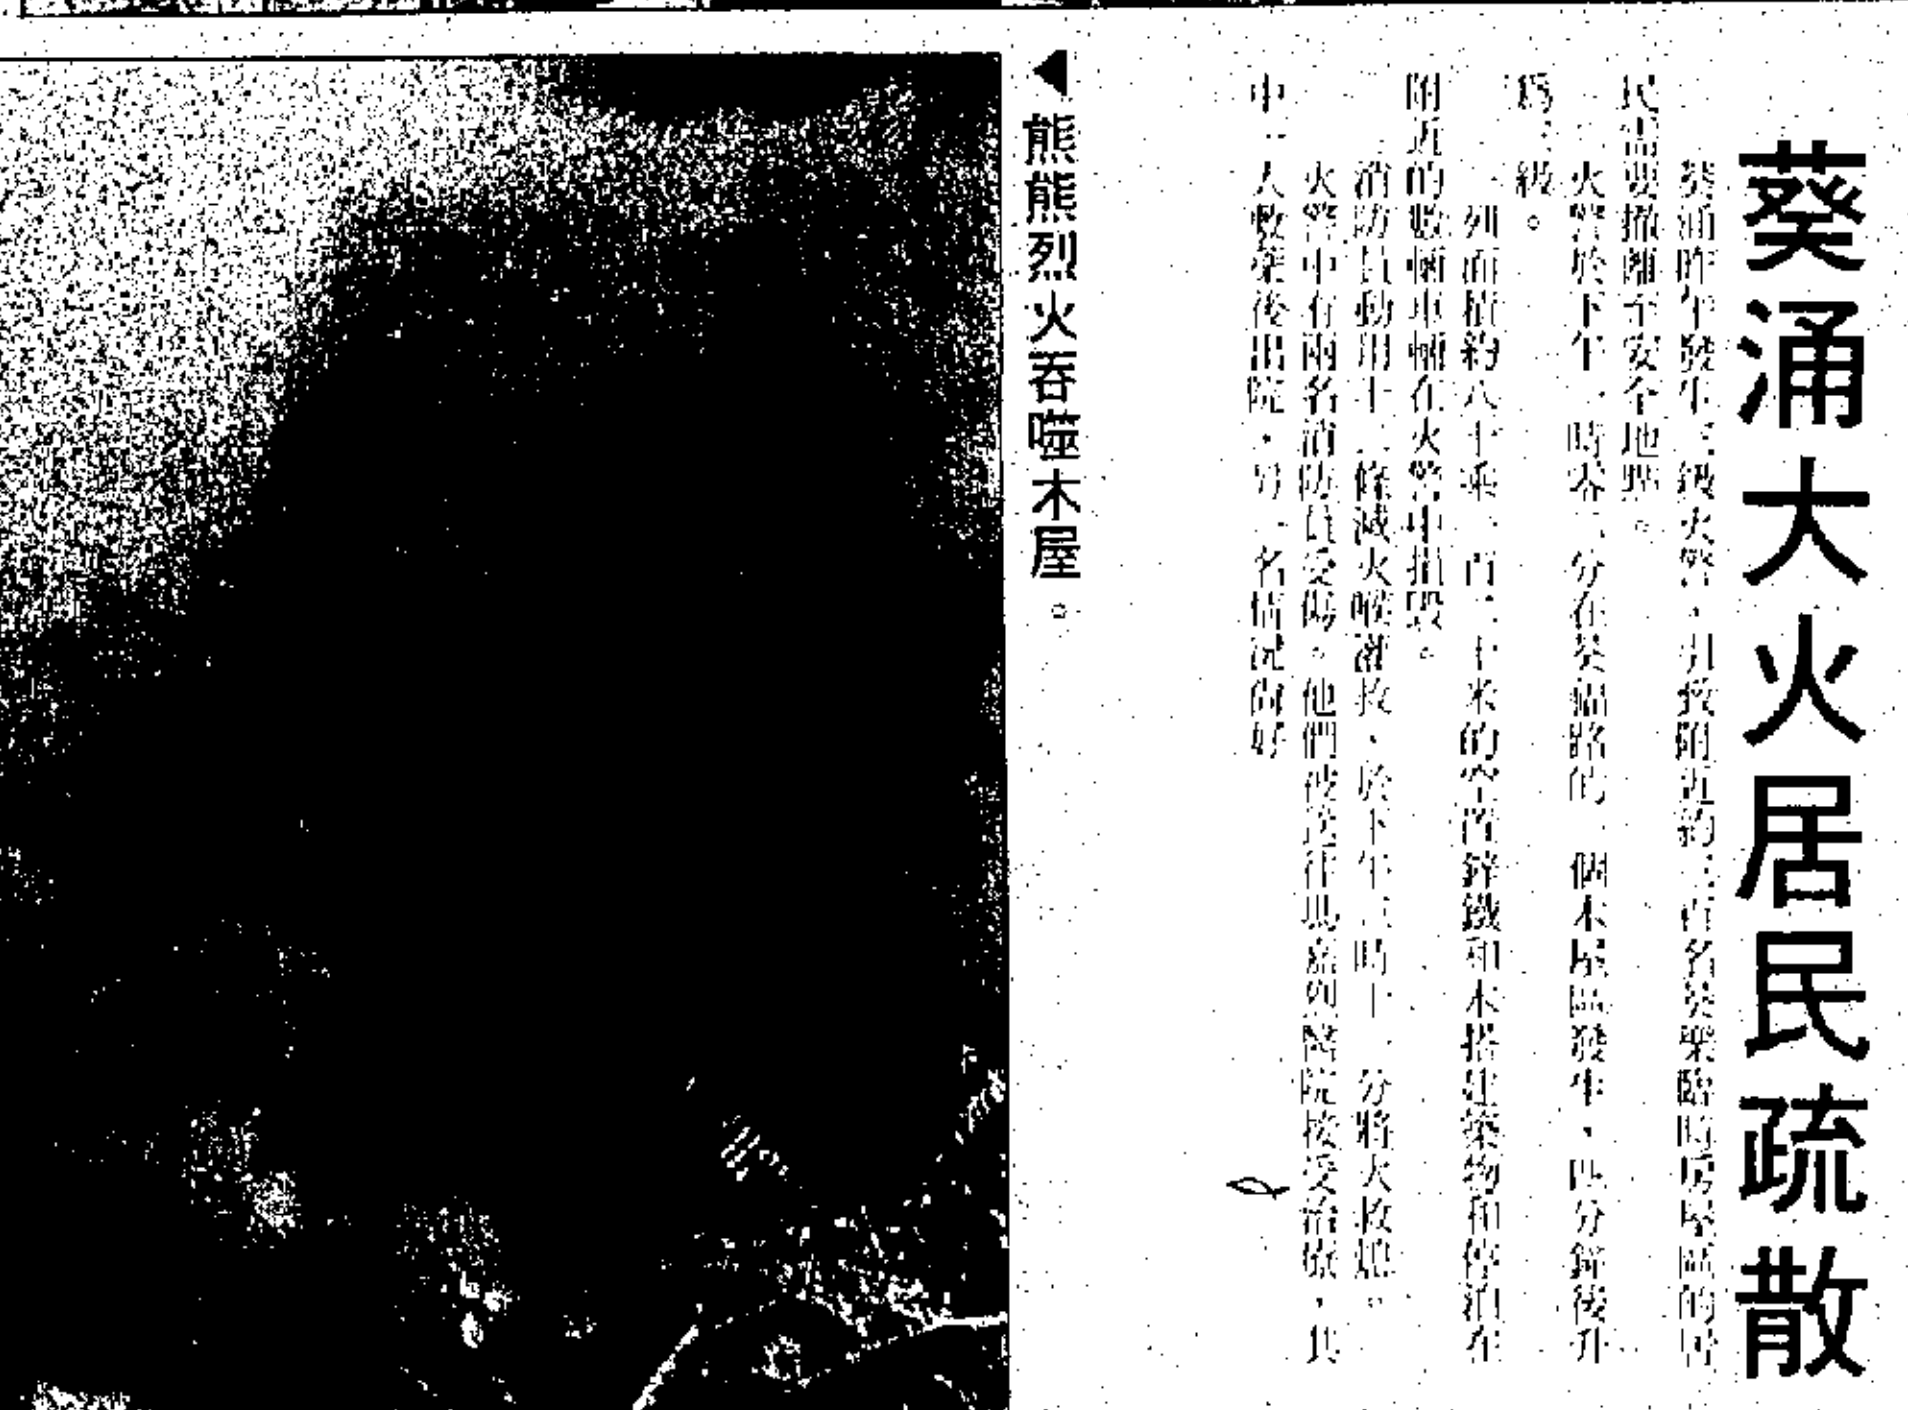 葵涌大火居民疏散
葵涌昨午發生三級火警，引致附近約三百名葵樂臨時房屋區的居
民需要撤離至安全地點。
火警於下午一時零二分在葵福路的一個木屋區發生，四分鐘後升
為三級。
一列面積約八十乘一百二十米的空置鋅鐵和木搭建築物和停泊在
附近的數輛車輛在火警中損毀。
消防員動用十二條滅火喉灌救，於下午三時十一分將火救熄。
火警中有兩名消防員受傷。他們被送往瑪嘉烈醫院接受治療，其
中一人敷藥後出院，另一名情況尚好
◀熊熊烈火吞噬木屋。